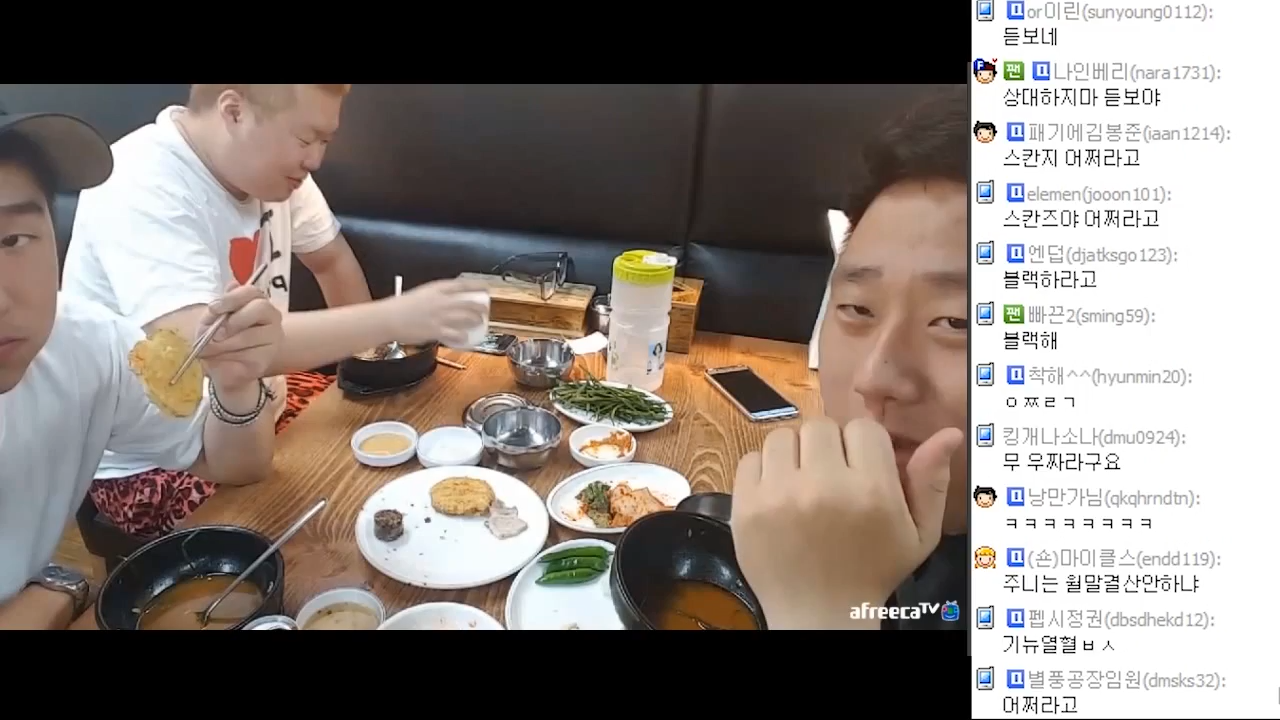 or이린(sunyoung0112):
듣보네
팬 나인베리(nara1731):
상대하지마 듣보야
패기에김봉준(iaan1214):
스칸지 어쩌라고
elemen(jooon101):
스칸즈야 어쩌라고
엔덥(djatksgo123):
블랙하라고
팬 빠끈2(sming59):
블랙해
착해^^(hyunmin20):
ㅇㅉㄹㄱ
킹개나소나(dmu0924):
무 우짜라구요
낭만가님(qkqhrndtn):
ㅋㅋㅋㅋㅋㅋㅋㅋ
(숀)마이클스(endd119):
주니는 월말결산안하냐
펩시정권(dbsdhekd12):
기뉴열혈ㅂㅅ
별풍공장임원(dmsks32):
어쩌라고
afreecaTV